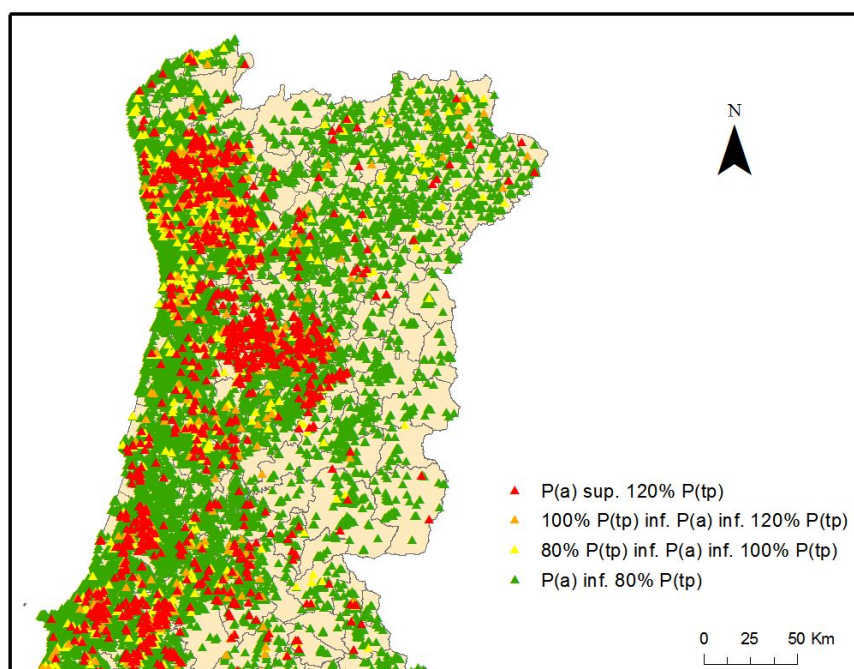 N
P(a) sup. 120% P(tp)
100% P(tp) inf. P(a) inf. 120% P(tp)
80% P(tp) inf. P(a) inf. 100% P(tp)
P(a) inf. 80% P(tp)
0 25 50 Km